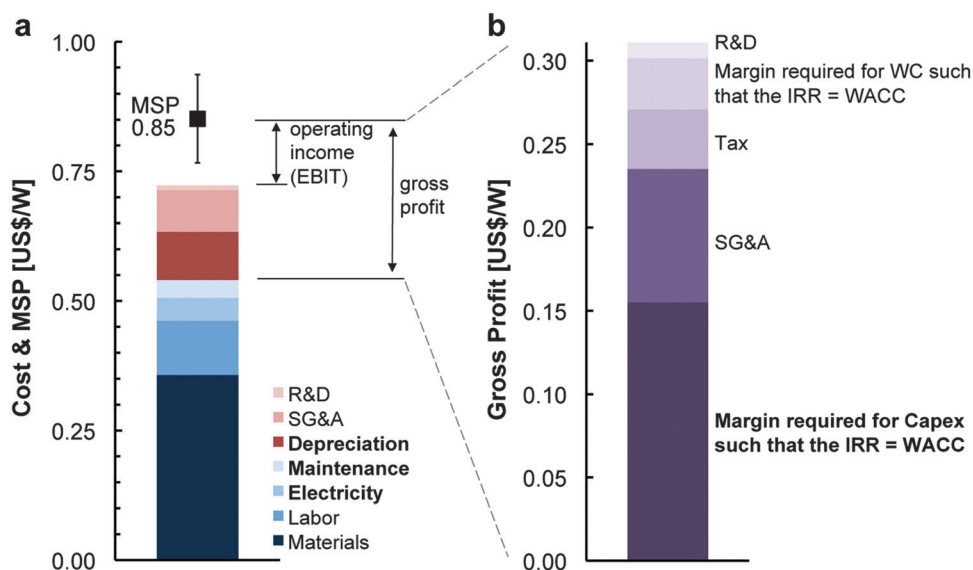 a
Cost & MSP [US$/W]
1.00
0.75
0.50
0.25
0.00
MSP
0.85
operating
income
(EBIT)
gross
profit
R&D
SG&A
Depreciation
Maintenance
Electricity
Labor
Materials
b
Gross Profit [US$/W]
0.30
0.25
0.20
0.15
0.10
0.05
0.00
R&D
Margin required for WC such
that the IRR = WACC
Tax
SG&A
Margin required for Capex
such that the IRR = WACC